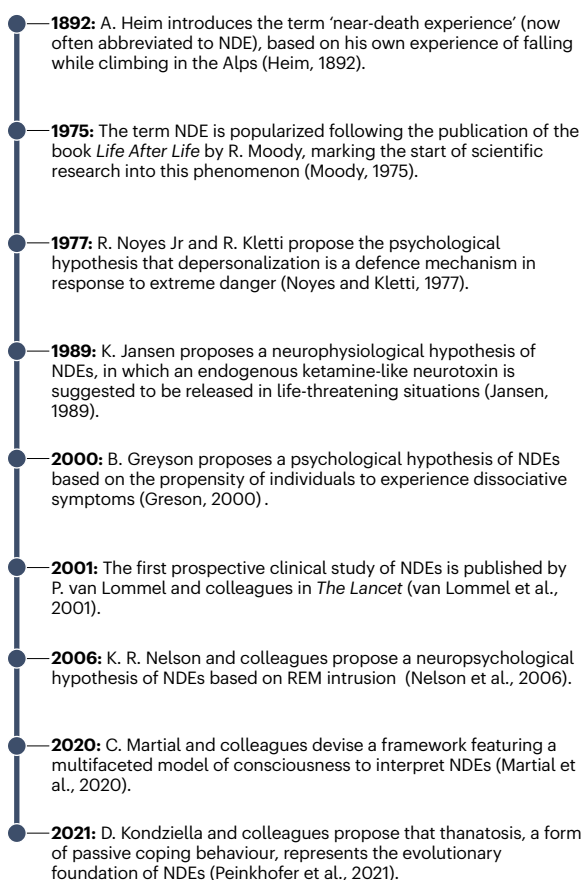 1892: A. Heim introduces the term ‘near-death experience’ (now
often abbreviated to NDE), based on his own experience of falling
while climbing in the Alps (Heim, 1892).
1975: The term NDE is popularized following the publication of the
book Life After Life by R. Moody, marking the start of scientific
research into this phenomenon (Moody, 1975).
1977: R. Noyes Jr and R. Kletti propose the psychological
hypothesis that depersonalization is a defence mechanism in
response to extreme danger (Noyes and Kletti, 1977).
1989: K. Jansen proposes a neurophysiological hypothesis of
NDEs, in which an endogenous ketamine-like neurotoxin is
suggested to be released in life-threatening situations (Jansen,
1989).
2000: B. Greyson proposes a psychological hypothesis of NDEs
based on the propensity of individuals to experience dissociative
symptoms (Greson, 2000).
2001: The first prospective clinical study of NDEs is published by
P. van Lommel and colleagues in The Lancet (van Lommel et al.,
2001).
2006: K. R. Nelson and colleagues propose a neuropsychological
hypothesis of NDEs based on REM intrusion (Nelson et al., 2006).
2020: C. Martial and colleagues devise a framework featuring a
multifaceted model of consciousness to interpret NDEs (Martial et
al., 2020).
2021: D. Kondziella and colleagues propose that thanatosis, a form
of passive coping behaviour, represents the evolutionary
foundation of NDEs (Peinkhofer et al., 2021).